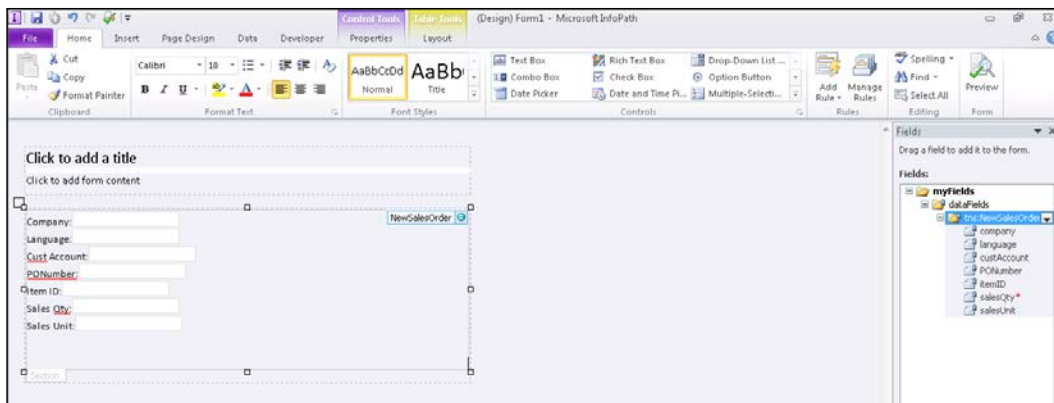 Control Tools Table Tools (Design) Form1 - Microsoft InfoPath
File Home Insert Page Design Data Developer Properties Layout
Paste
Cut
Copy
Format Painter
Clipboard
Calibri 10
B I U A
Format Text
AaBbCcDd AaBb
Normal Title
Font Styles
Text Box Rich Text Box Drop-Down List ...
Combo Box Check Box Option Button
Date Picker Date and Time Pi... Multiple-Selecti...
Controls
Add Rule Manage Rules
Rules
Spelling
Find
Select All
Editing
Preview
Form
Click to add a title
Click to add form content
NewSalesOrder
Company:
Language:
Cust Account:
PONumber:
Item ID:
Sales Qty:
Sales Unit:
Section
Fields
Drag a field to add it to the form.
Fields:
myFields
dataFields
tns:NewSalesOrder
company
language
custAccount
PONumber
itemID
salesQty *
salesUnit